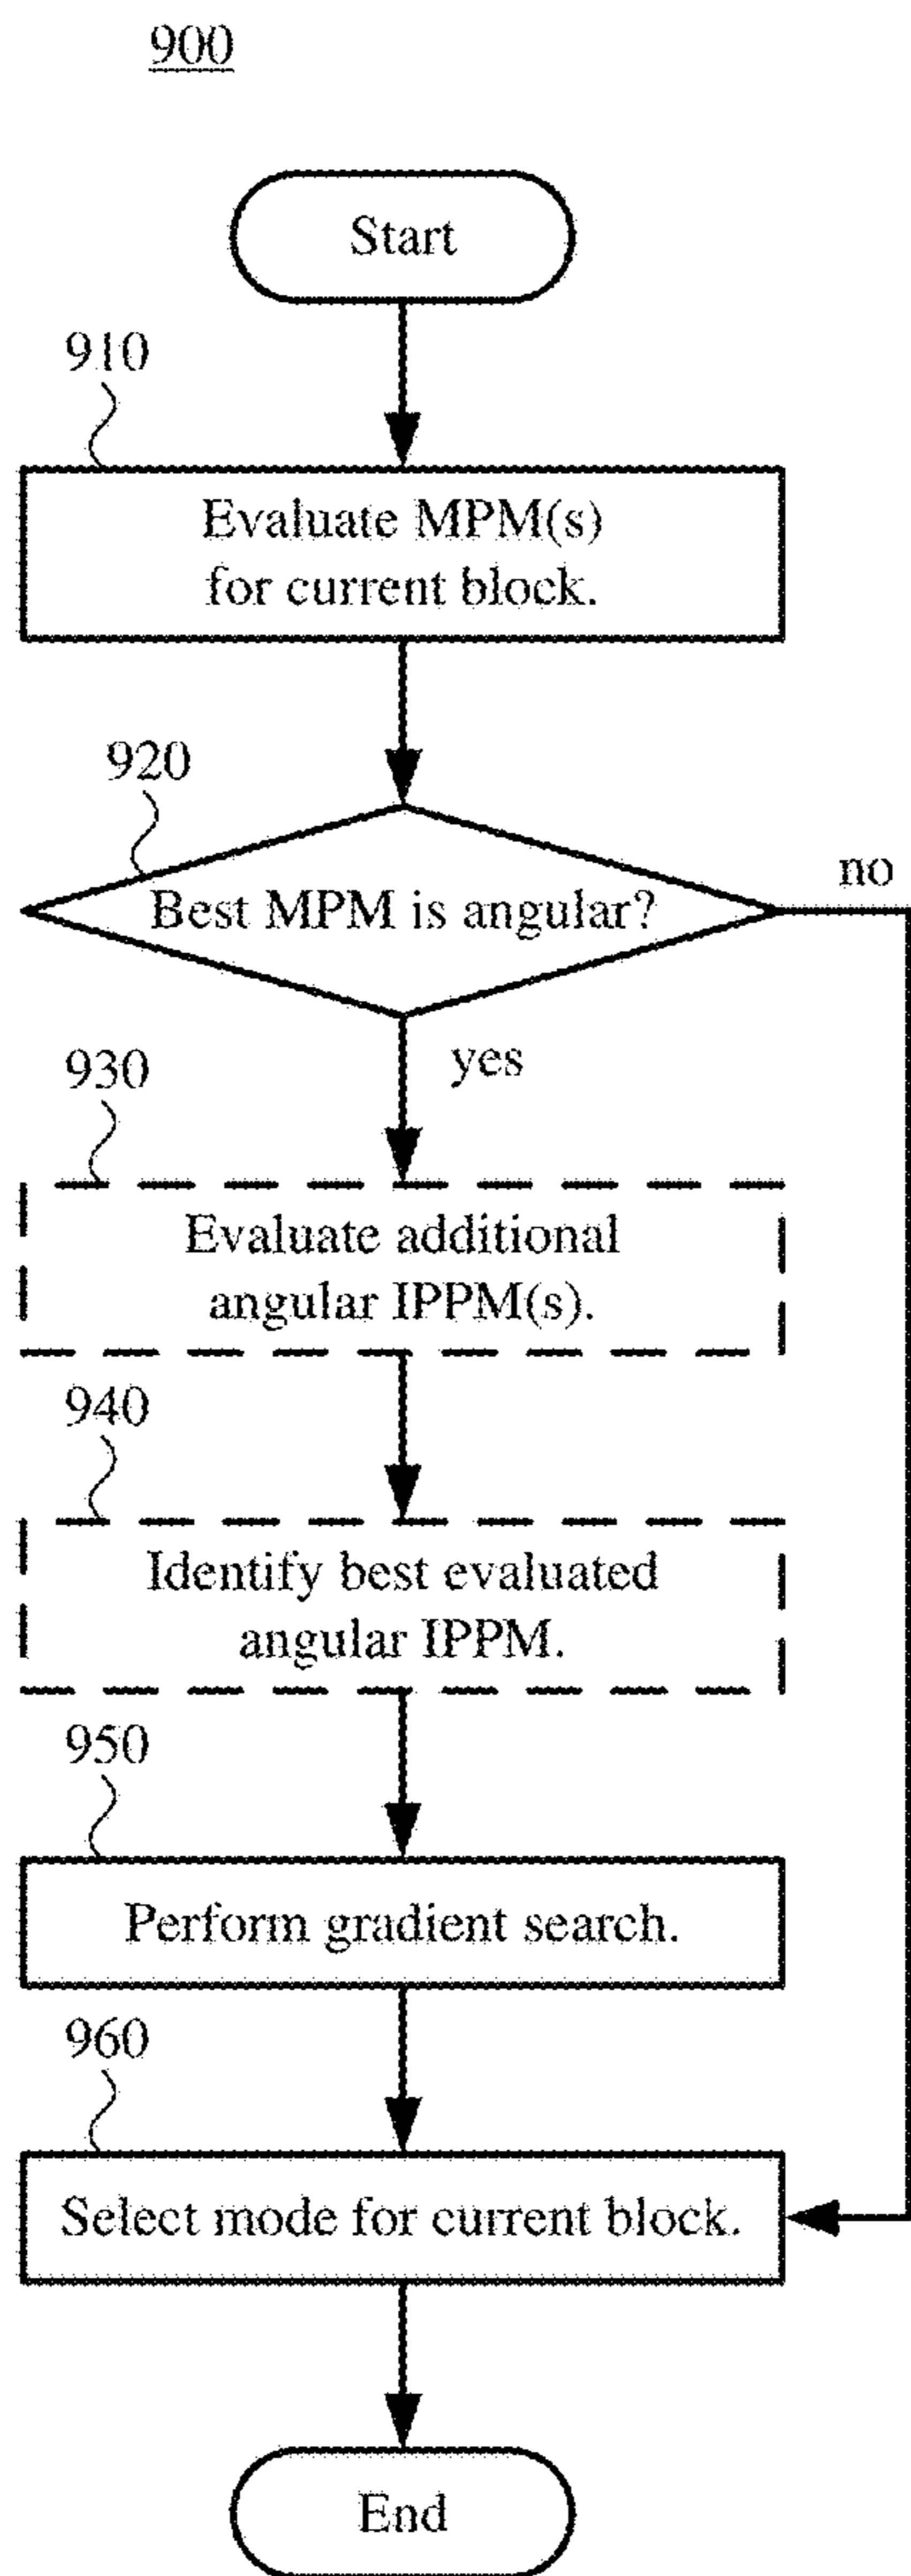 900
Start
910
Evaluate MPM(s)
for current block.
920
Best MPM is angular?
no
yes
930
Evaluate additional
angular IPPM(s).
940
Identify best evaluated
angular IPPM.
950
Perform gradient search.
960
Select mode for current block.
End